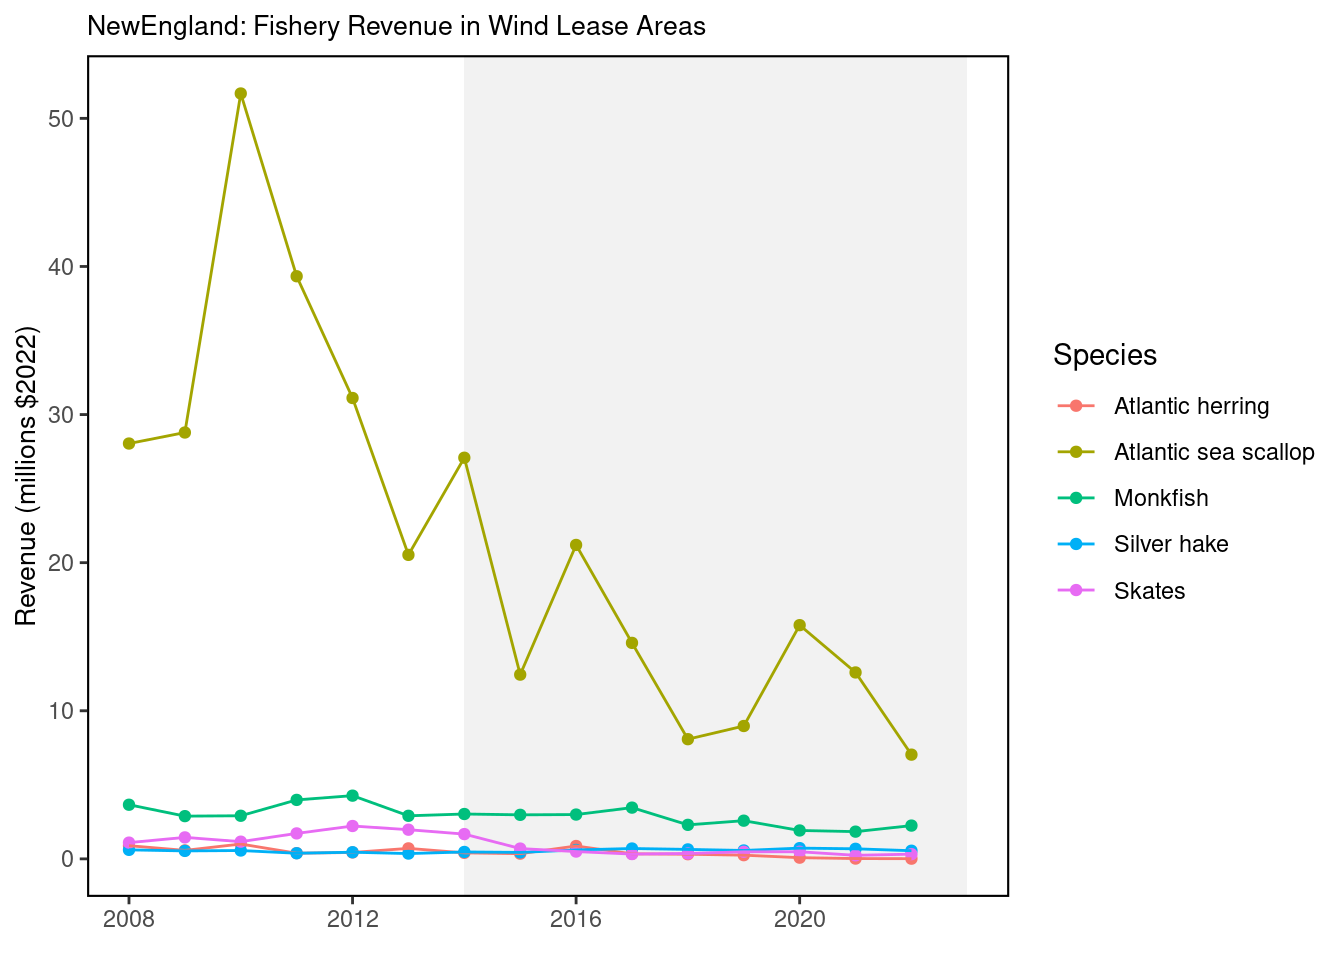 NewEngland: Fishery Revenue in Wind Lease Areas
Revenue (millions $2022)
50
40
30
20
10
0
2008
2012
2016
2020
Species
Atlantic herring
Atlantic sea scallop
Monkfish
Silver hake
Skates